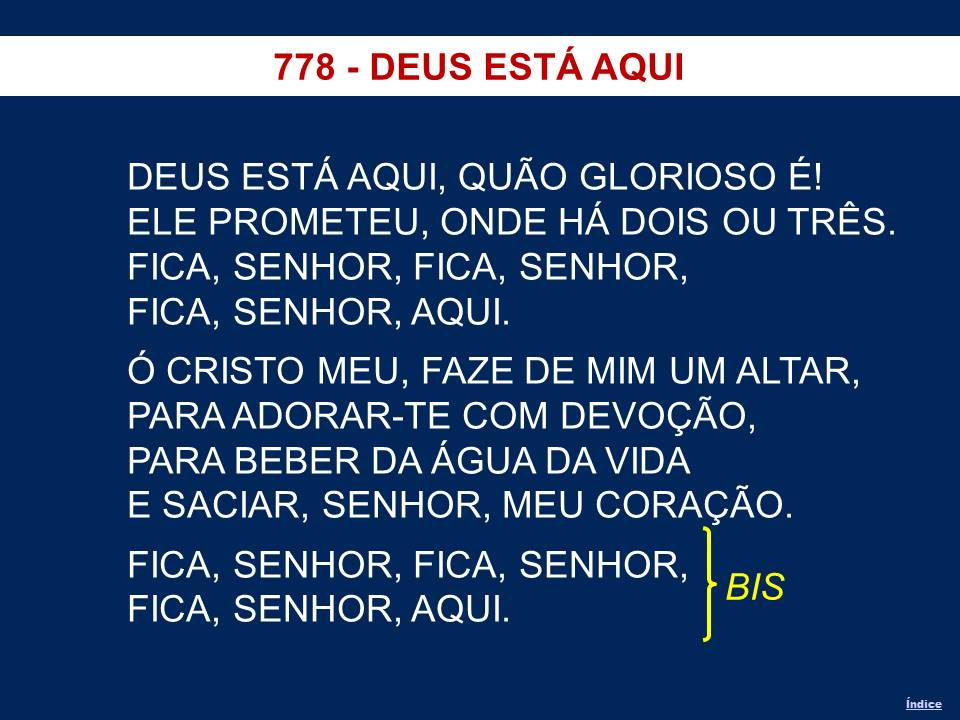 778 - DEUS ESTÁ AQUI
DEUS ESTÁ AQUI, QUÃO GLORIOSO É!
ELE PROMETEU, ONDE HÁ DOIS OU TRÊS.
FICA, SENHOR, FICA, SENHOR,
FICA, SENHOR, AQUI.
Ó CRISTO MEU, FAZE DE MIM UM ALTAR,
PARA ADORAR-TE COM DEVOÇÃO,
PARA BEBER DA ÁGUA DA VIDA
E SACIAR, SENHOR, MEU CORAÇÃO.
FICA, SENHOR, FICA, SENHOR,
FICA, SENHOR, AQUI.
BIS
Índice